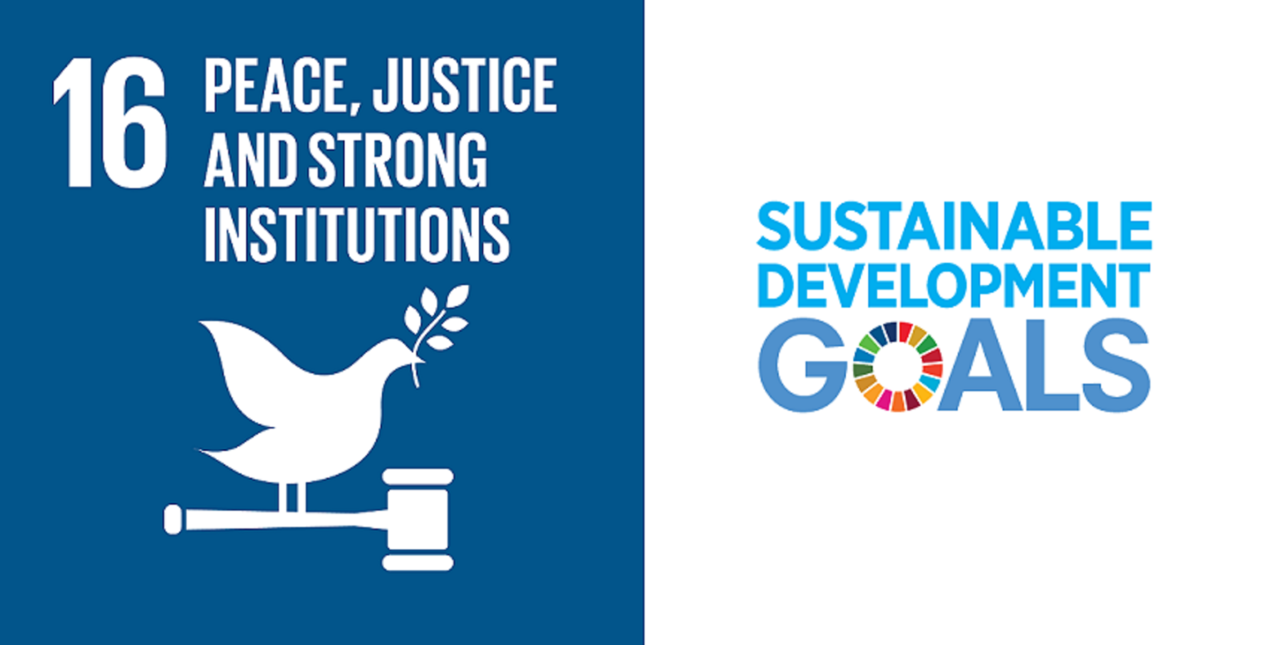 16
PEACE, JUSTICE
AND STRONG
INSTITUTIONS
SUSTAINABLE
DEVELOPMENT
GOALS